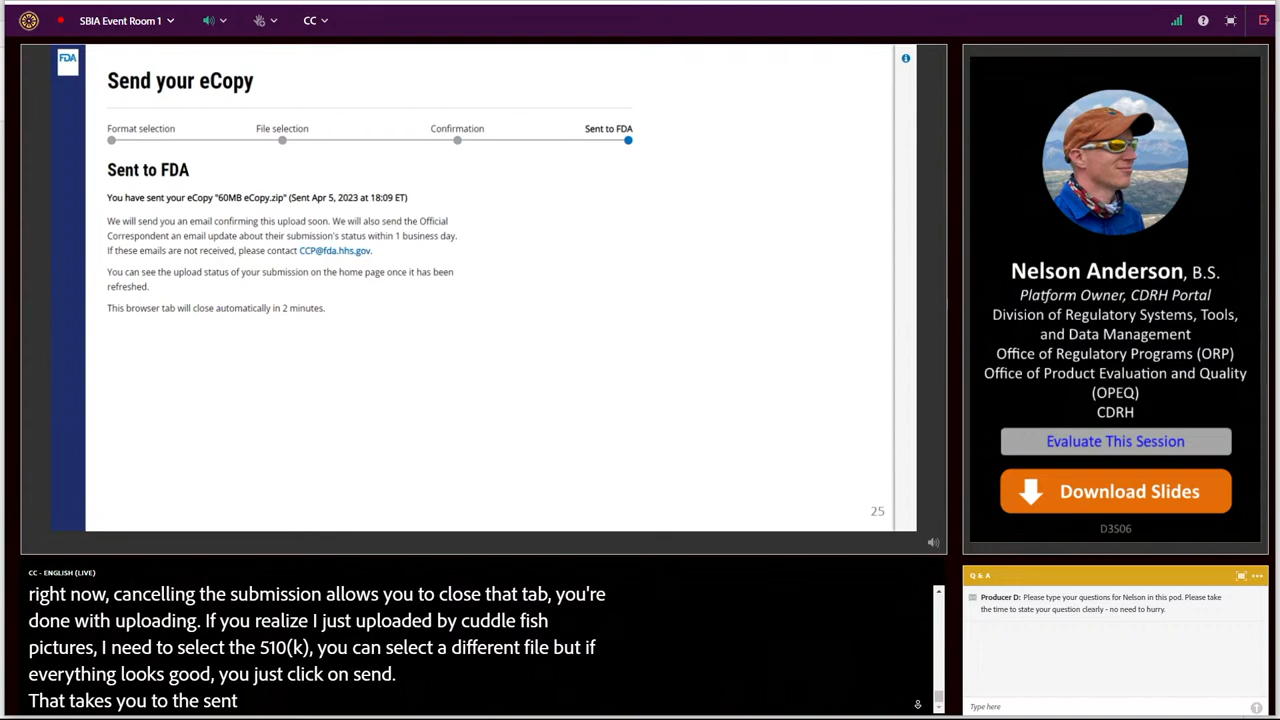 SBIA Event Room 1
CC
FDA
Send your eCopy
Format selection
File selection
Confirmation
Sent to FDA
Sent to FDA
You have sent your eCopy "60MB eCopy.zip" (Sent Apr 5, 2023 at 18:09 ET)
We will send you an email confirming this upload soon. We will also send the Official
Correspondent an email update about their submission's status within 1 business day.
If these emails are not received, please contact CCP@fda.hhs.gov.
You can see the upload status of your submission on the home page once it has been
refreshed.
This browser tab will close automatically in 2 minutes.
25
Nelson Anderson, B.S.
Platform Owner, CDRH Portal
Division of Regulatory Systems, Tools,
and Data Management
Office of Regulatory Programs (ORP)
Office of Product Evaluation and Quality
(OPEQ)
CDRH
Evaluate This Session
Download Slides
D3S06
CC - ENGLISH (LIVE)
right now, cancelling the submission allows you to close that tab, you're
done with uploading. If you realize I just uploaded by cuddle fish
pictures, I need to select the 510(k), you can select a different file but if
everything looks good, you just click on send.
That takes you to the sent
Q & A
Producer D: Please type your questions for Nelson in this pod. Please take
the time to state your question clearly - no need to hurry.
Type here